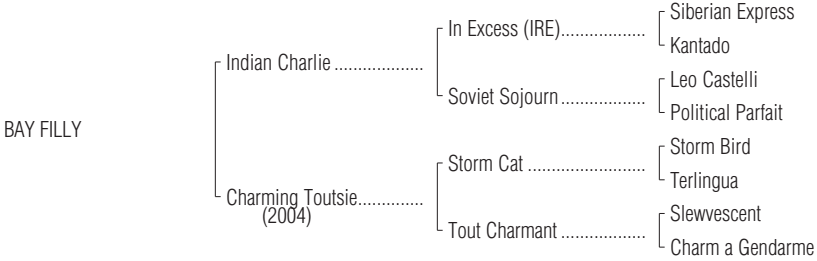 Siberian Express
In Excess (IRE)...................
Kantado
Indian Charlie ...................
Leo Castelli
Soviet Sojourn...................
Political Parfait
BAY FILLY
Storm Bird
Storm Cat .........................
Terlingua
Charming Toutsie..............
(2004)
Slewvescent
Tout Charmant ..................
Charm a Gendarme